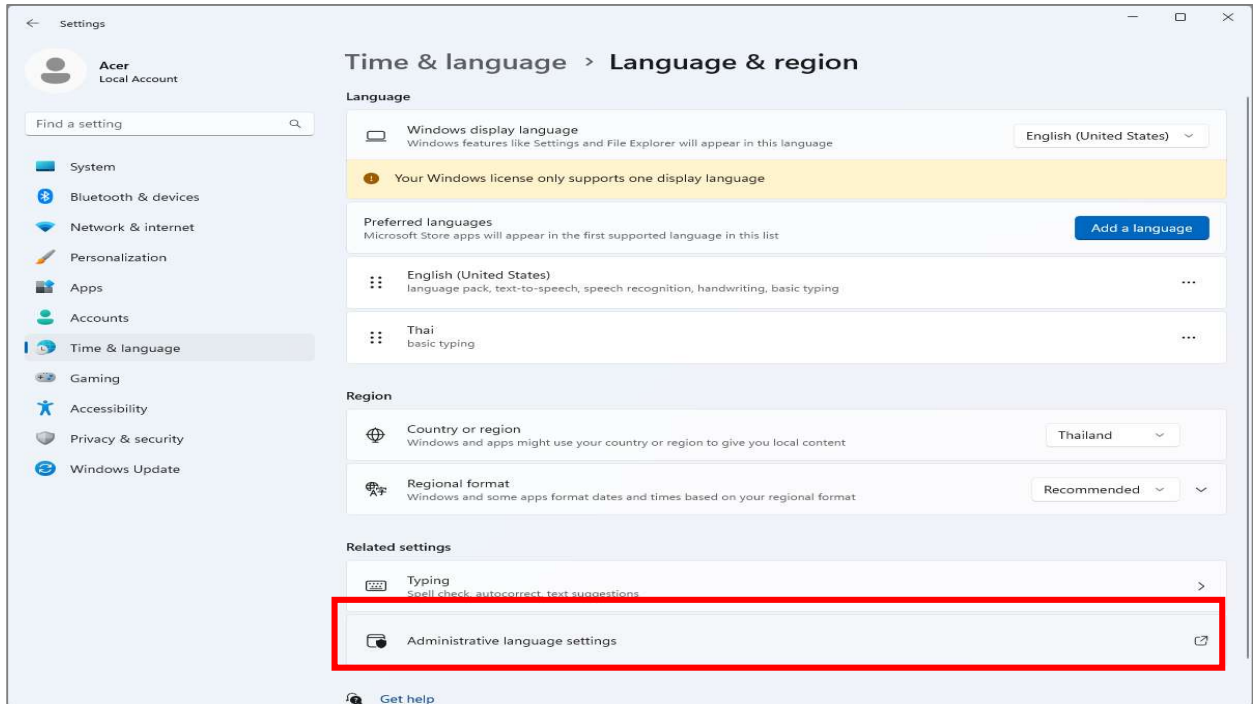 Settings
Acer
Local Account
Find a setting
System
Bluetooth & devices
Network & internet
Personalization
Apps
Accounts
Time & language
Gaming
Accessibility
Privacy & security
Windows Update
Time & language > Language & region
Language
Windows display language
Windows features like Settings and File Explorer will appear in this language
English (United States)
Your Windows license only supports one display language
Preferred languages
Microsoft Store apps will appear in the first supported language in this list
Add a language
English (United States)
language pack, text-to-speech, speech recognition, handwriting, basic typing
Thai
basic typing
Region
Country or region
Windows and apps might use your country or region to give you local content
Thailand
Regional format
Windows and some apps format dates and times based on your regional format
Recommended
Related settings
Typing
Spell check, autocorrect, text suggestions
Administrative language settings
Get help